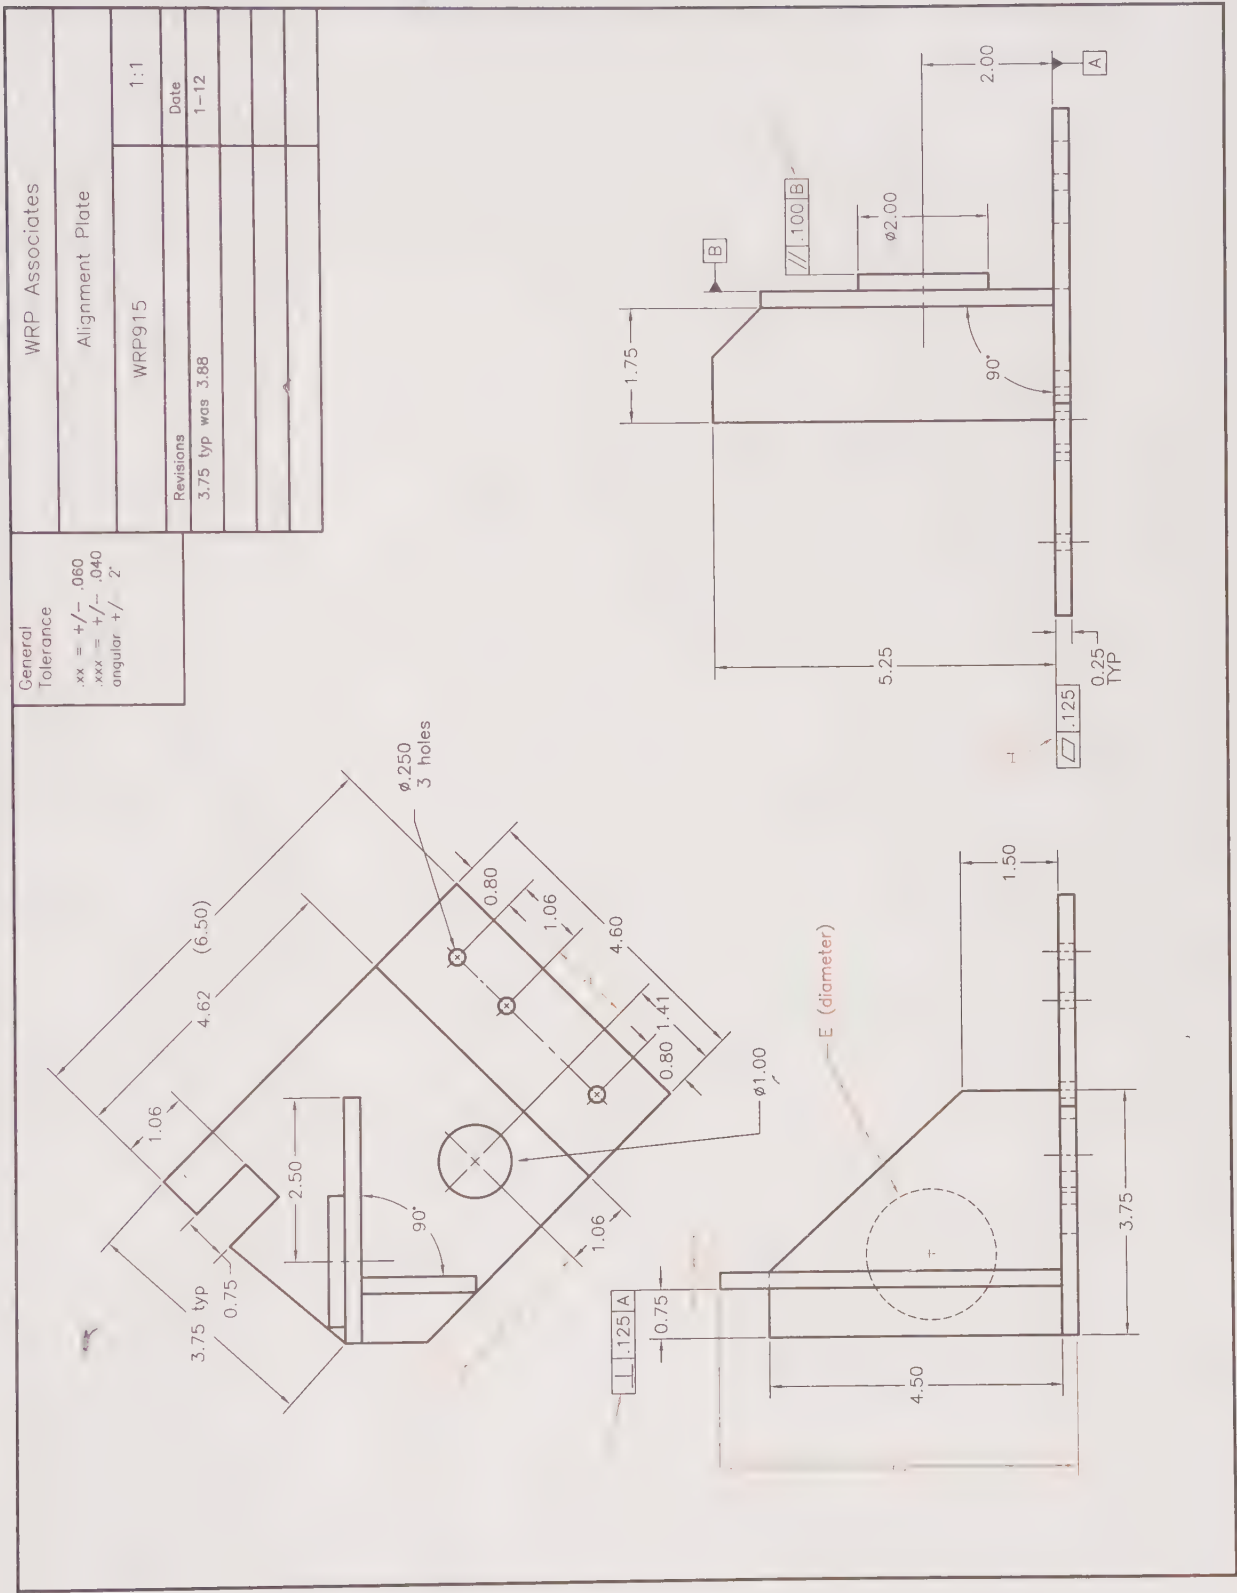 WRP Associates
Alignment Plate
WRP915
1:1
Revisions
Date
3.75 typ was 3.88
1-12
General
Tolerance
.xx = +/- .060
.xxx = +/- .040
angular +/- 2°
(6.50)
4.62
1.06
2.50
3.75 typ
0.75
90°
ø.250
3 holes
0.80
1.06
4.60
1.41
0.80
ø1.00
1.06
2.00
A
// .100 B
B
ø2.00
1.75
90°
5.25
0.25
TYP
⏥ .125
E (diameter)
1.50
⊥ .125 A
0.75
4.50
3.75